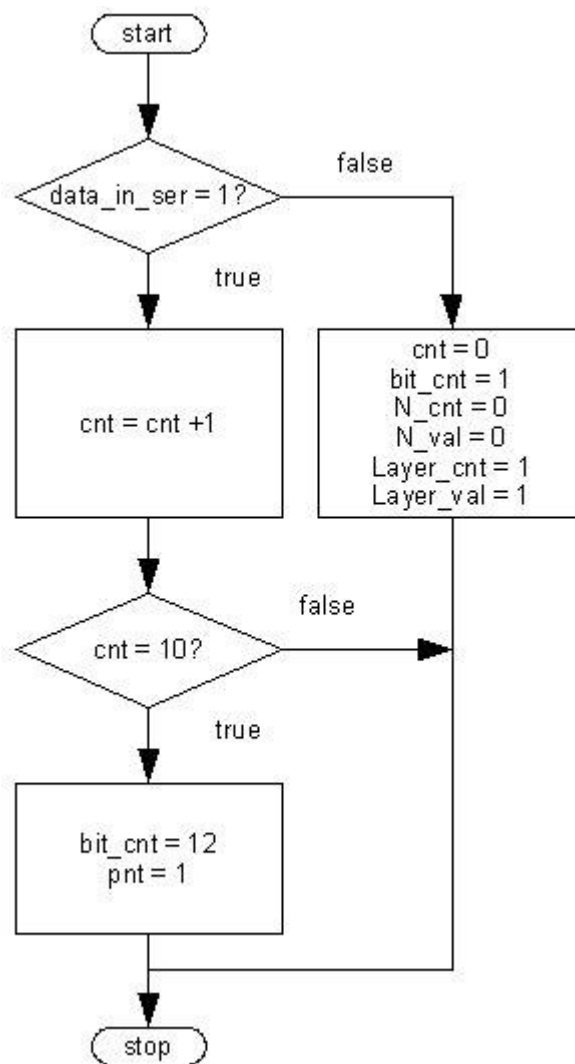 start
data_in_ser = 1?
false
true
cnt = cnt +1
cnt = 0
bit_cnt = 1
N_cnt = 0
N_val = 0
Layer_cnt = 1
Layer_val = 1
cnt = 10?
false
true
bit_cnt = 12
pnt = 1
stop